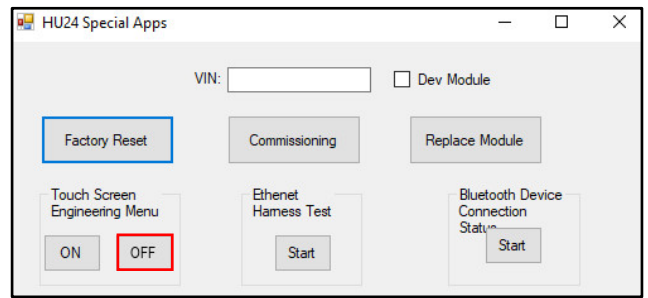 HU24 Special Apps
VIN:
Dev Module
Factory Reset
Commissioning
Replace Module
Touch Screen
Engineering Menu
ON
OFF
Ethenet
Harness Test
Start
Bluetooth Device
Connection
Status
Start